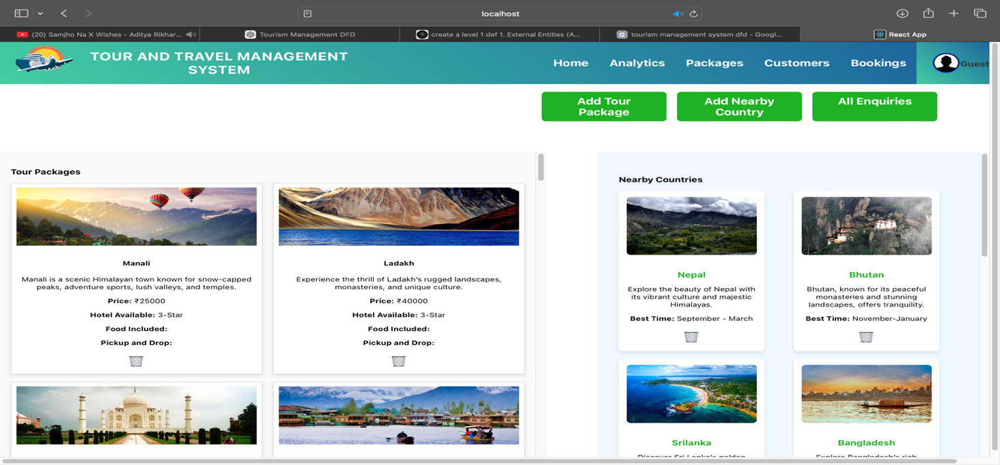 localhost
(20) Samjho Na X Wishes - Aditya Rikhar...
Tourism Management DFD
create a level 1 def 1. External Entities (A...
G tourism management system dfd - Googl...
React App
TOUR AND TRAVEL MANAGEMENT
SYSTEM
Home
Analytics
Packages
Customers
Bookings
Guest
Add Tour
Package
Add Nearby
Country
All Enquiries
Tour Packages
Manali
Manali is a scenic Himalayan town known for snow-capped
peaks, adventure sports, lush valleys, and temples.
Price: ₹25000
Hotel Available: 3-Star
Food Included:
Pickup and Drop:
Ladakh
Experience the thrill of Ladakh's rugged landscapes,
monasteries, and unique culture.
Price: ₹40000
Hotel Available: 3-Star
Food Included:
Pickup and Drop:
Nearby Countries
Nepal
Explore the beauty of Nepal with
its vibrant culture and majestic
Himalayas.
Best Time: September - March
Bhutan
Bhutan, known for its peaceful
monasteries and stunning
landscapes, offers tranquility.
Best Time: November-January
Srilanka
Discover Sri Lanka's golden
Bangladesh
Explore Bangladesh's rich